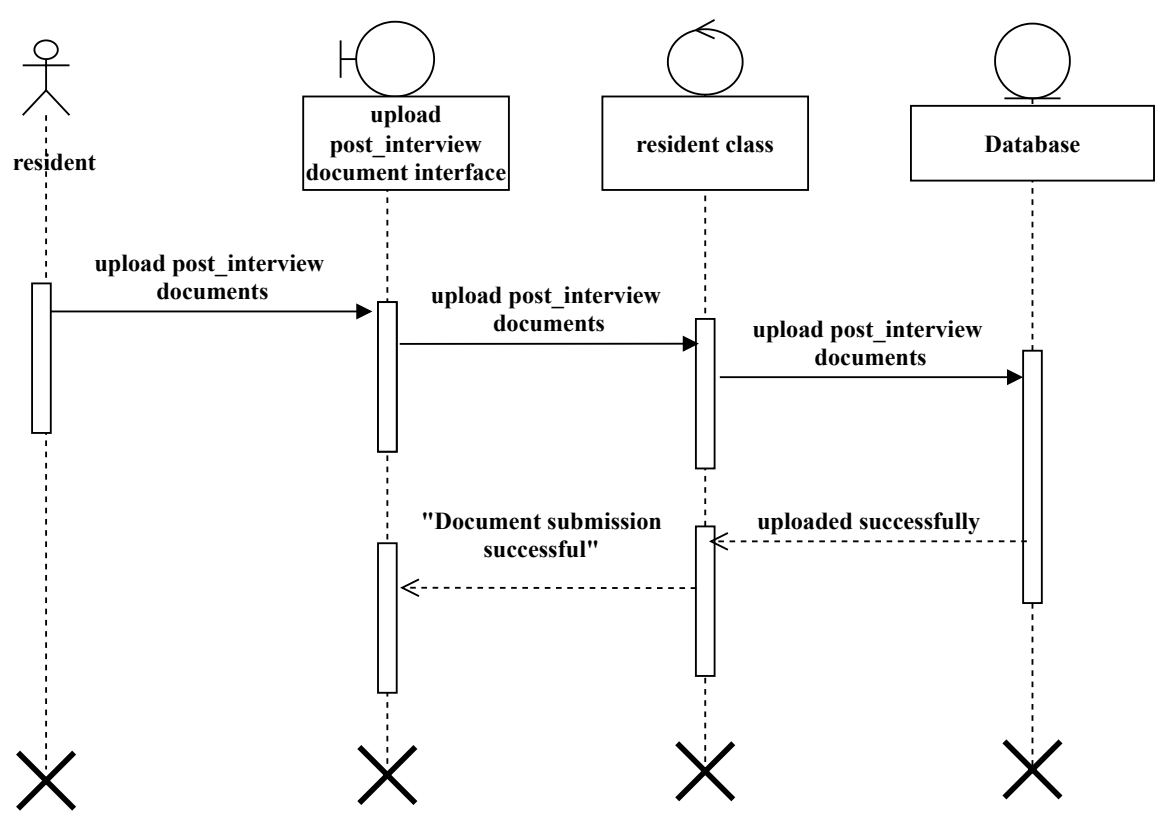 upload
post_interview
document interface
resident class
Database
resident
upload post_interview
documents
upload post_interview
documents
upload post_interview
documents
"Document submission
successful"
uploaded successfully